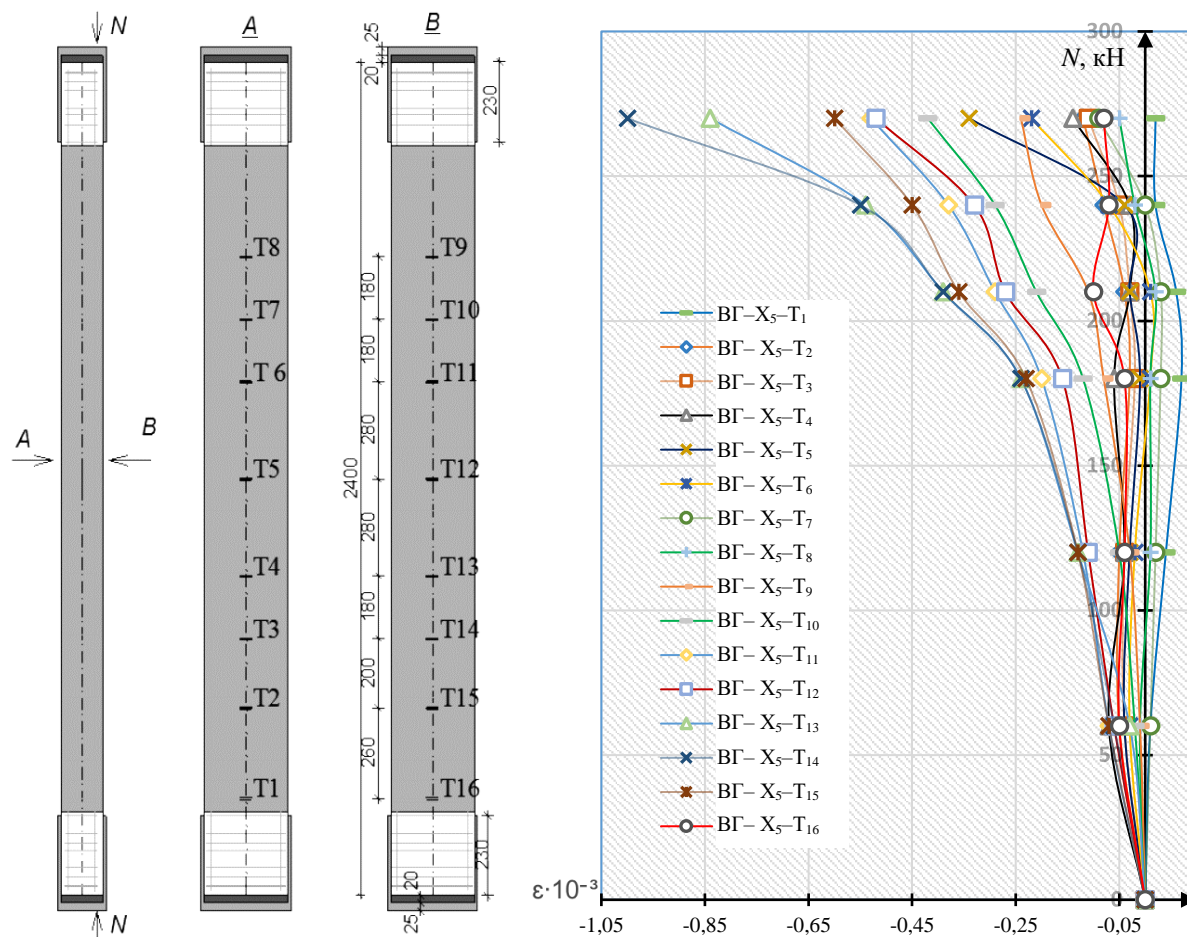 N
A
B
25
20
230
T8
T9
180
T7
T10
180
T 6
T11
280
A
B
2400
T5
T12
280
T4
T13
180
T3
T14
200
T2
T15
260
T1
T16
230
20
25
N
300
N, кН
250
200
150
100
50
ВГ–Х₅–Т₁
ВГ– Х₅–Т₂
ВГ– Х₅–Т₃
ВГ– Х₅–Т₄
ВГ– Х₅–Т₅
ВГ– Х₅–Т₆
ВГ– Х₅–Т₇
ВГ– Х₅–Т₈
ВГ– Х₅–Т₉
ВГ– Х₅–Т₁₀
ВГ– Х₅–Т₁₁
ВГ– Х₅–Т₁₂
ВГ– Х₅–Т₁₃
ВГ– Х₅–Т₁₄
ВГ– Х₅–Т₁₅
ВГ– Х₅–Т₁₆
ε·10⁻³
-1,05 -0,85 -0,65 -0,45 -0,25 -0,05